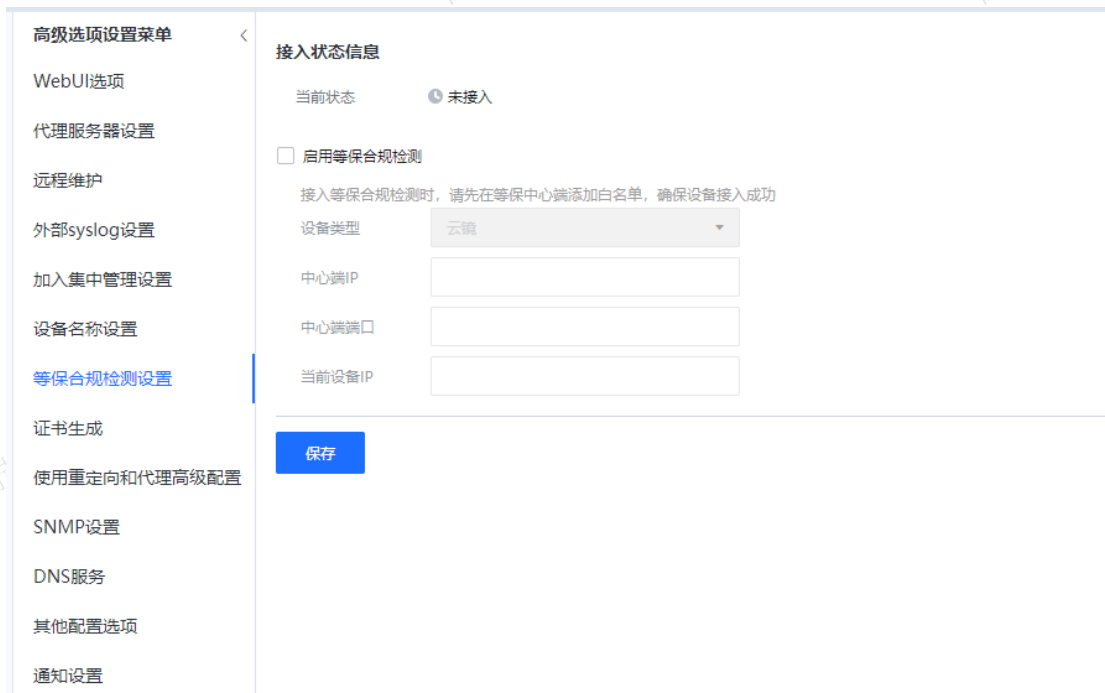 高级选项设置菜单
WebUI选项
代理服务器设置
远程维护
外部syslog设置
加入集中管理设置
设备名称设置
等保合规检测设置
证书生成
使用重定向和代理高级配置
SNMP设置
DNS服务
其他配置选项
通知设置
接入状态信息
当前状态 未接入
启用等保合规检测
接入等保合规检测时，请先在等保中心端添加白名单，确保设备接入成功
设备类型 云镜
中心端IP
中心端端口
当前设备IP
保存